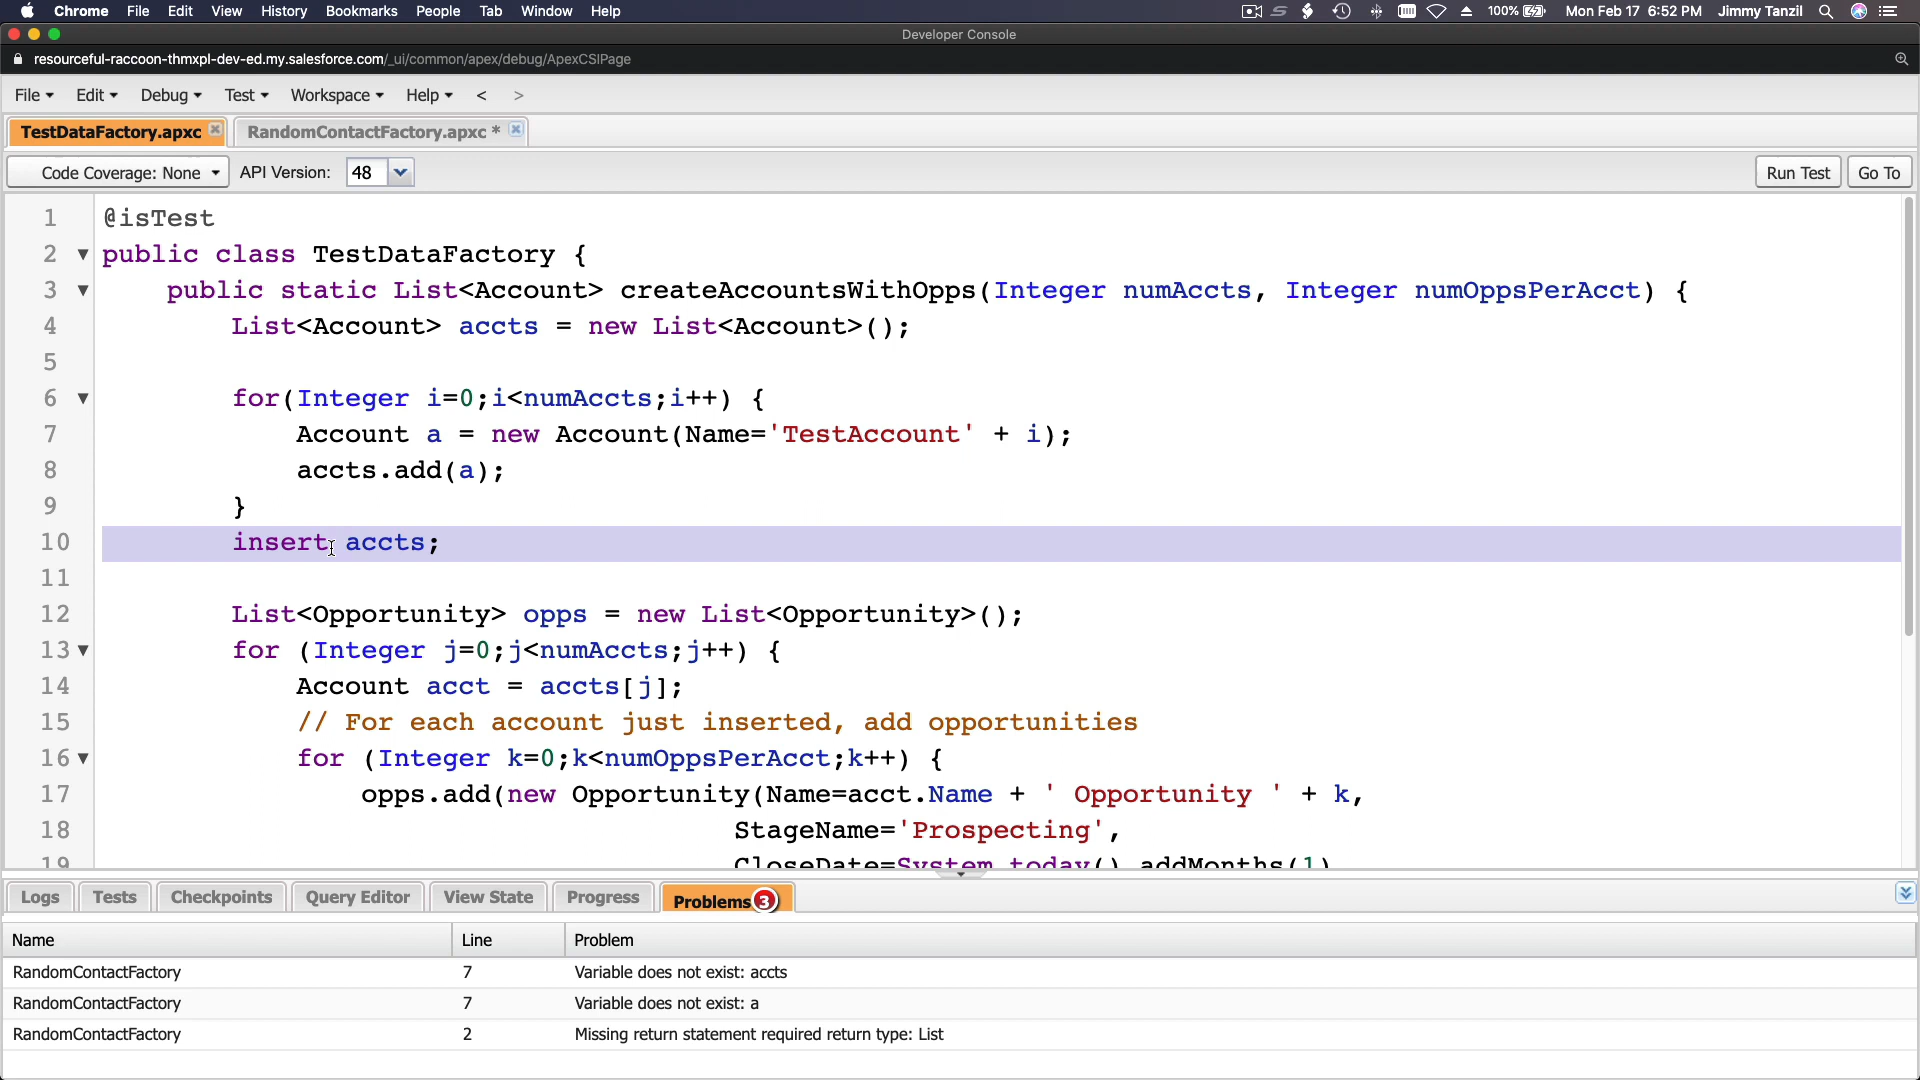 Chrome File Edit View History Bookmarks People Tab Window Help 100% Mon Feb 17 6:52 PM Jimmy Tanzil
Developer Console
resourceful-raccoon-thmxpl-dev-ed.my.salesforce.com/_ui/common/apex/debug/ApexCSIPage
File Edit Debug Test Workspace Help < >
TestDataFactory.apxc RandomContactFactory.apxc *
Code Coverage: None API Version: 48 Run Test Go To
1 @isTest
2 public class TestDataFactory {
3 public static List<Account> createAccountsWithOpps(Integer numAccts, Integer numOppsPerAcct) {
4 List<Account> accts = new List<Account>();
5
6 for(Integer i=0;i<numAccts;i++) {
7 Account a = new Account(Name='TestAccount' + i);
8 accts.add(a);
9 }
10 insert accts;
11
12 List<Opportunity> opps = new List<Opportunity>();
13 for (Integer j=0;j<numAccts;j++) {
14 Account acct = accts[j];
15 // For each account just inserted, add opportunities
16 for (Integer k=0;k<numOppsPerAcct;k++) {
17 opps.add(new Opportunity(Name=acct.Name + ' Opportunity ' + k,
18 StageName='Prospecting',
19 CloseDate=System.today().addMonths(1)
Logs Tests Checkpoints Query Editor View State Progress Problems 3
Name Line Problem
RandomContactFactory 7 Variable does not exist: accts
RandomContactFactory 7 Variable does not exist: a
RandomContactFactory 2 Missing return statement required return type: List